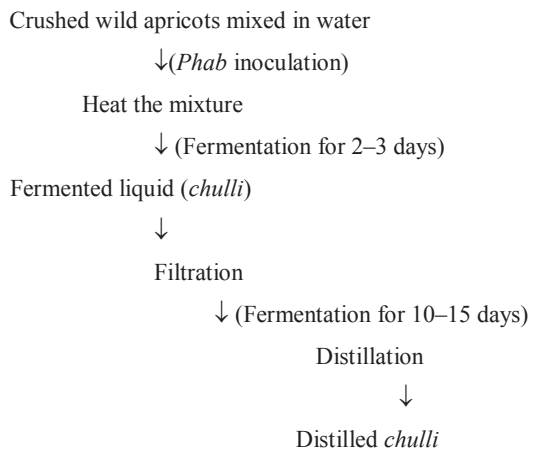 Crushed wild apricots mixed in water
↓(Phab inoculation)
Heat the mixture
↓ (Fermentation for 2–3 days)
Fermented liquid (chulli)
↓
Filtration
↓ (Fermentation for 10–15 days)
Distillation
↓
Distilled chulli